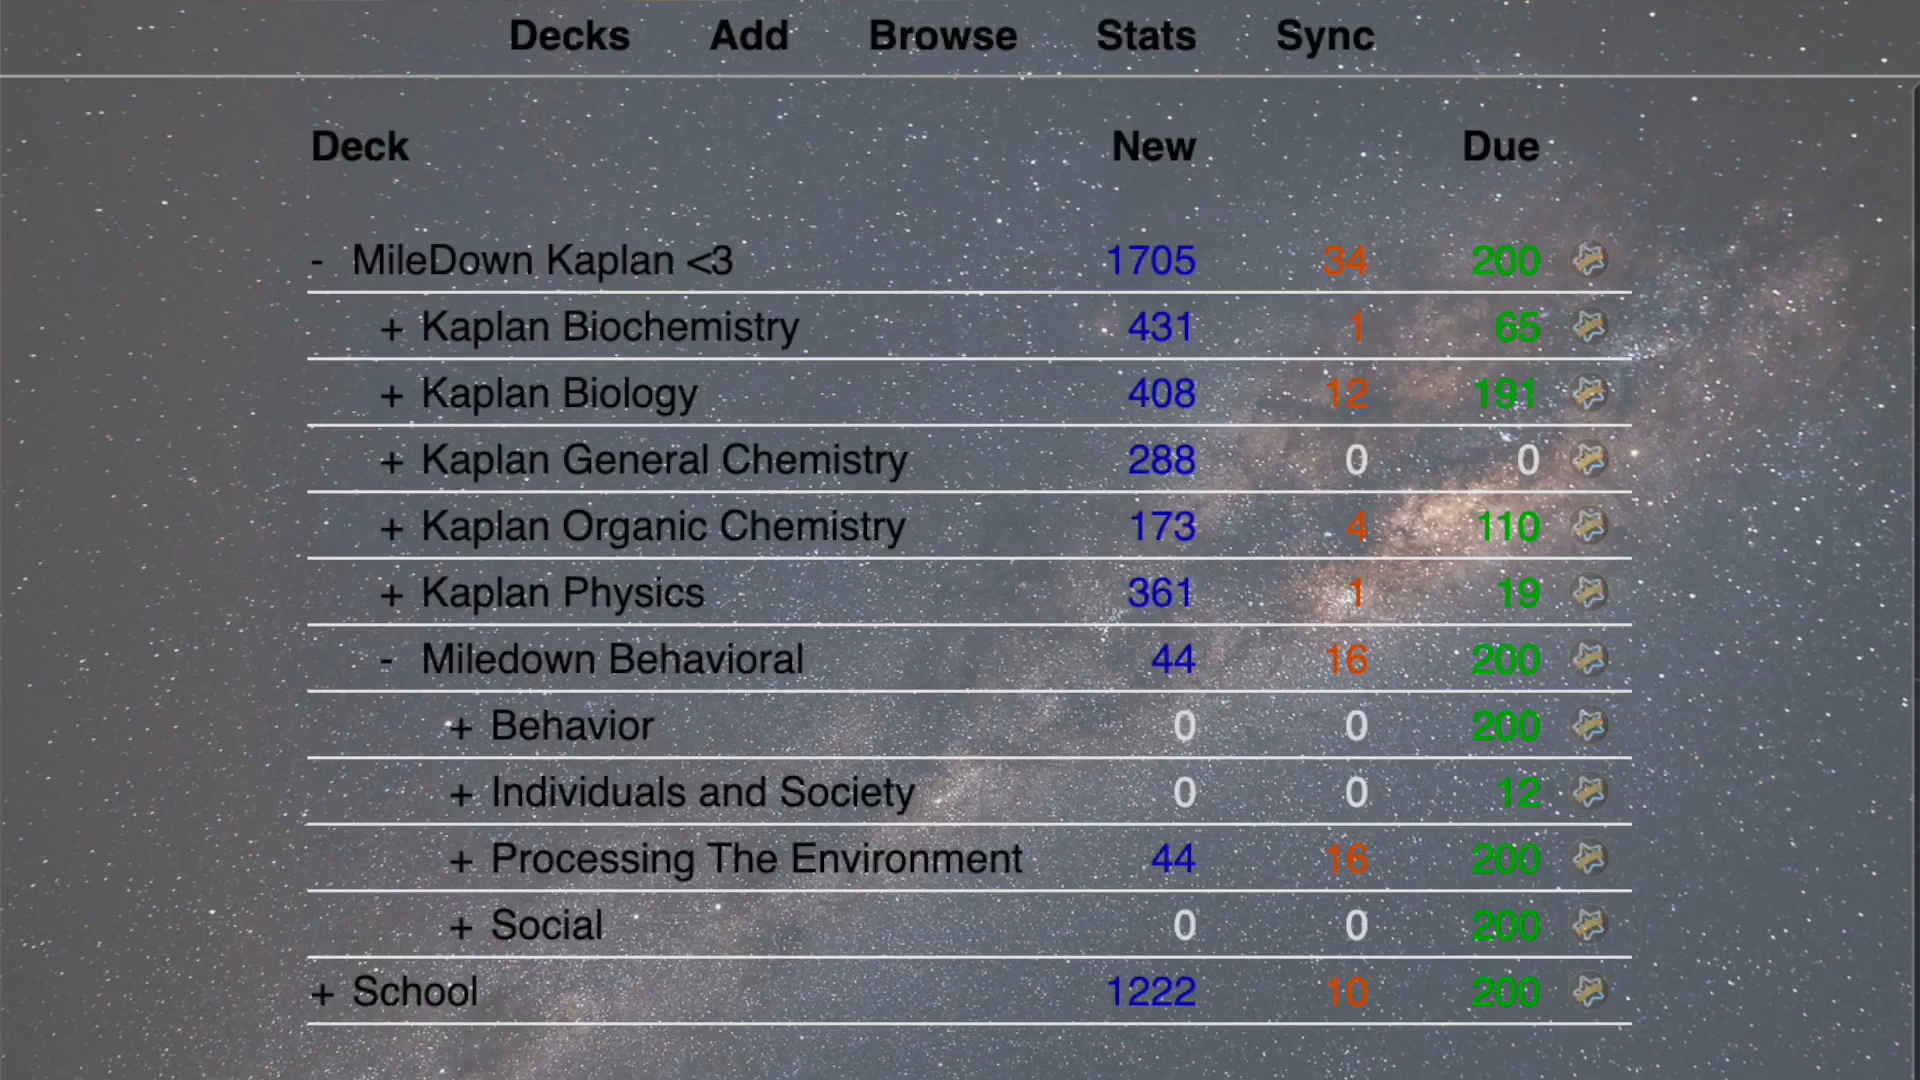 Decks Add Browse Stats Sync
Deck New Due
- MileDown Kaplan <3 1705 34 200
+ Kaplan Biochemistry 431 1 65
+ Kaplan Biology 408 12 191
+ Kaplan General Chemistry 288 0 0
+ Kaplan Organic Chemistry 173 4 110
+ Kaplan Physics 361 1 19
- Miledown Behavioral 44 16 200
+ Behavior 0 0 200
+ Individuals and Society 0 0 12
+ Processing The Environment 44 16 200
+ Social 0 0 200
+ School 1222 10 200